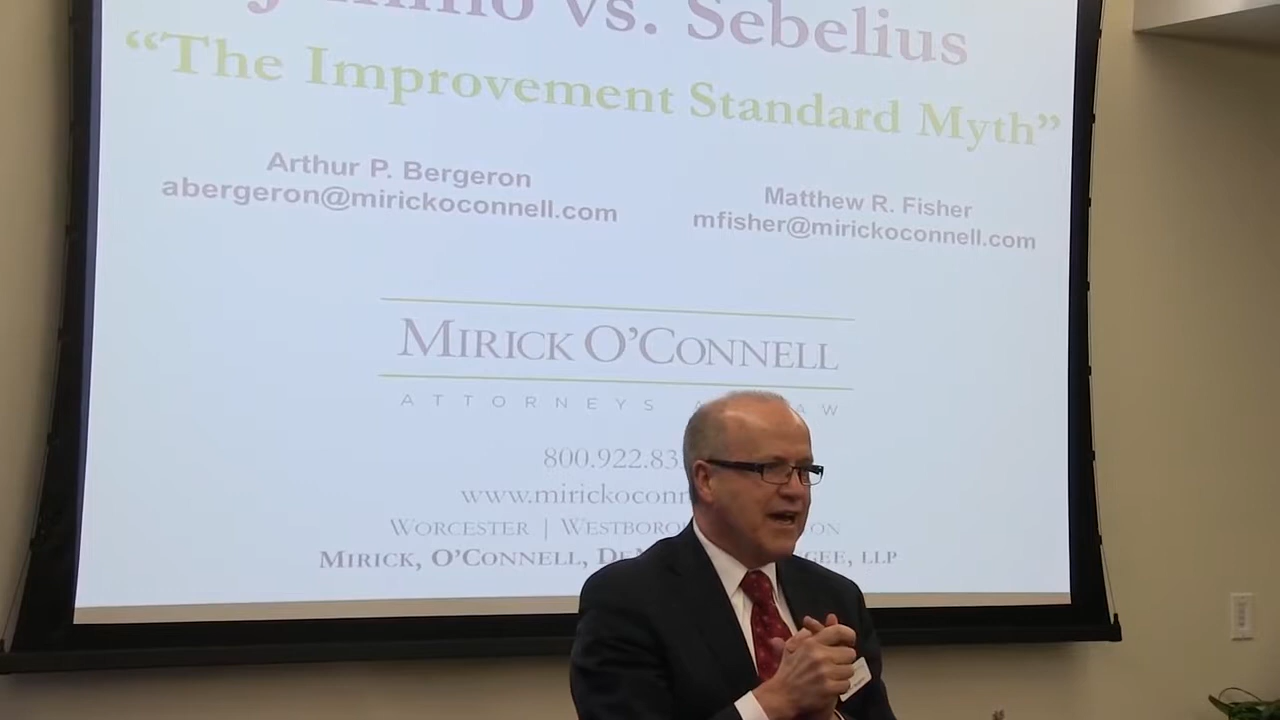 vs. Sebelius
“The Improvement Standard Myth”
Arthur P. Bergeron
abergeron@mirickoconnell.com
Matthew R. Fisher
mfisher@mirickoconnell.com
MIRICK O’CONNELL
ATTORNEYS
800.922.83
www.mirickoconn
WORCESTER | WESTBORO
MIRICK, O’CONNELL, LLP